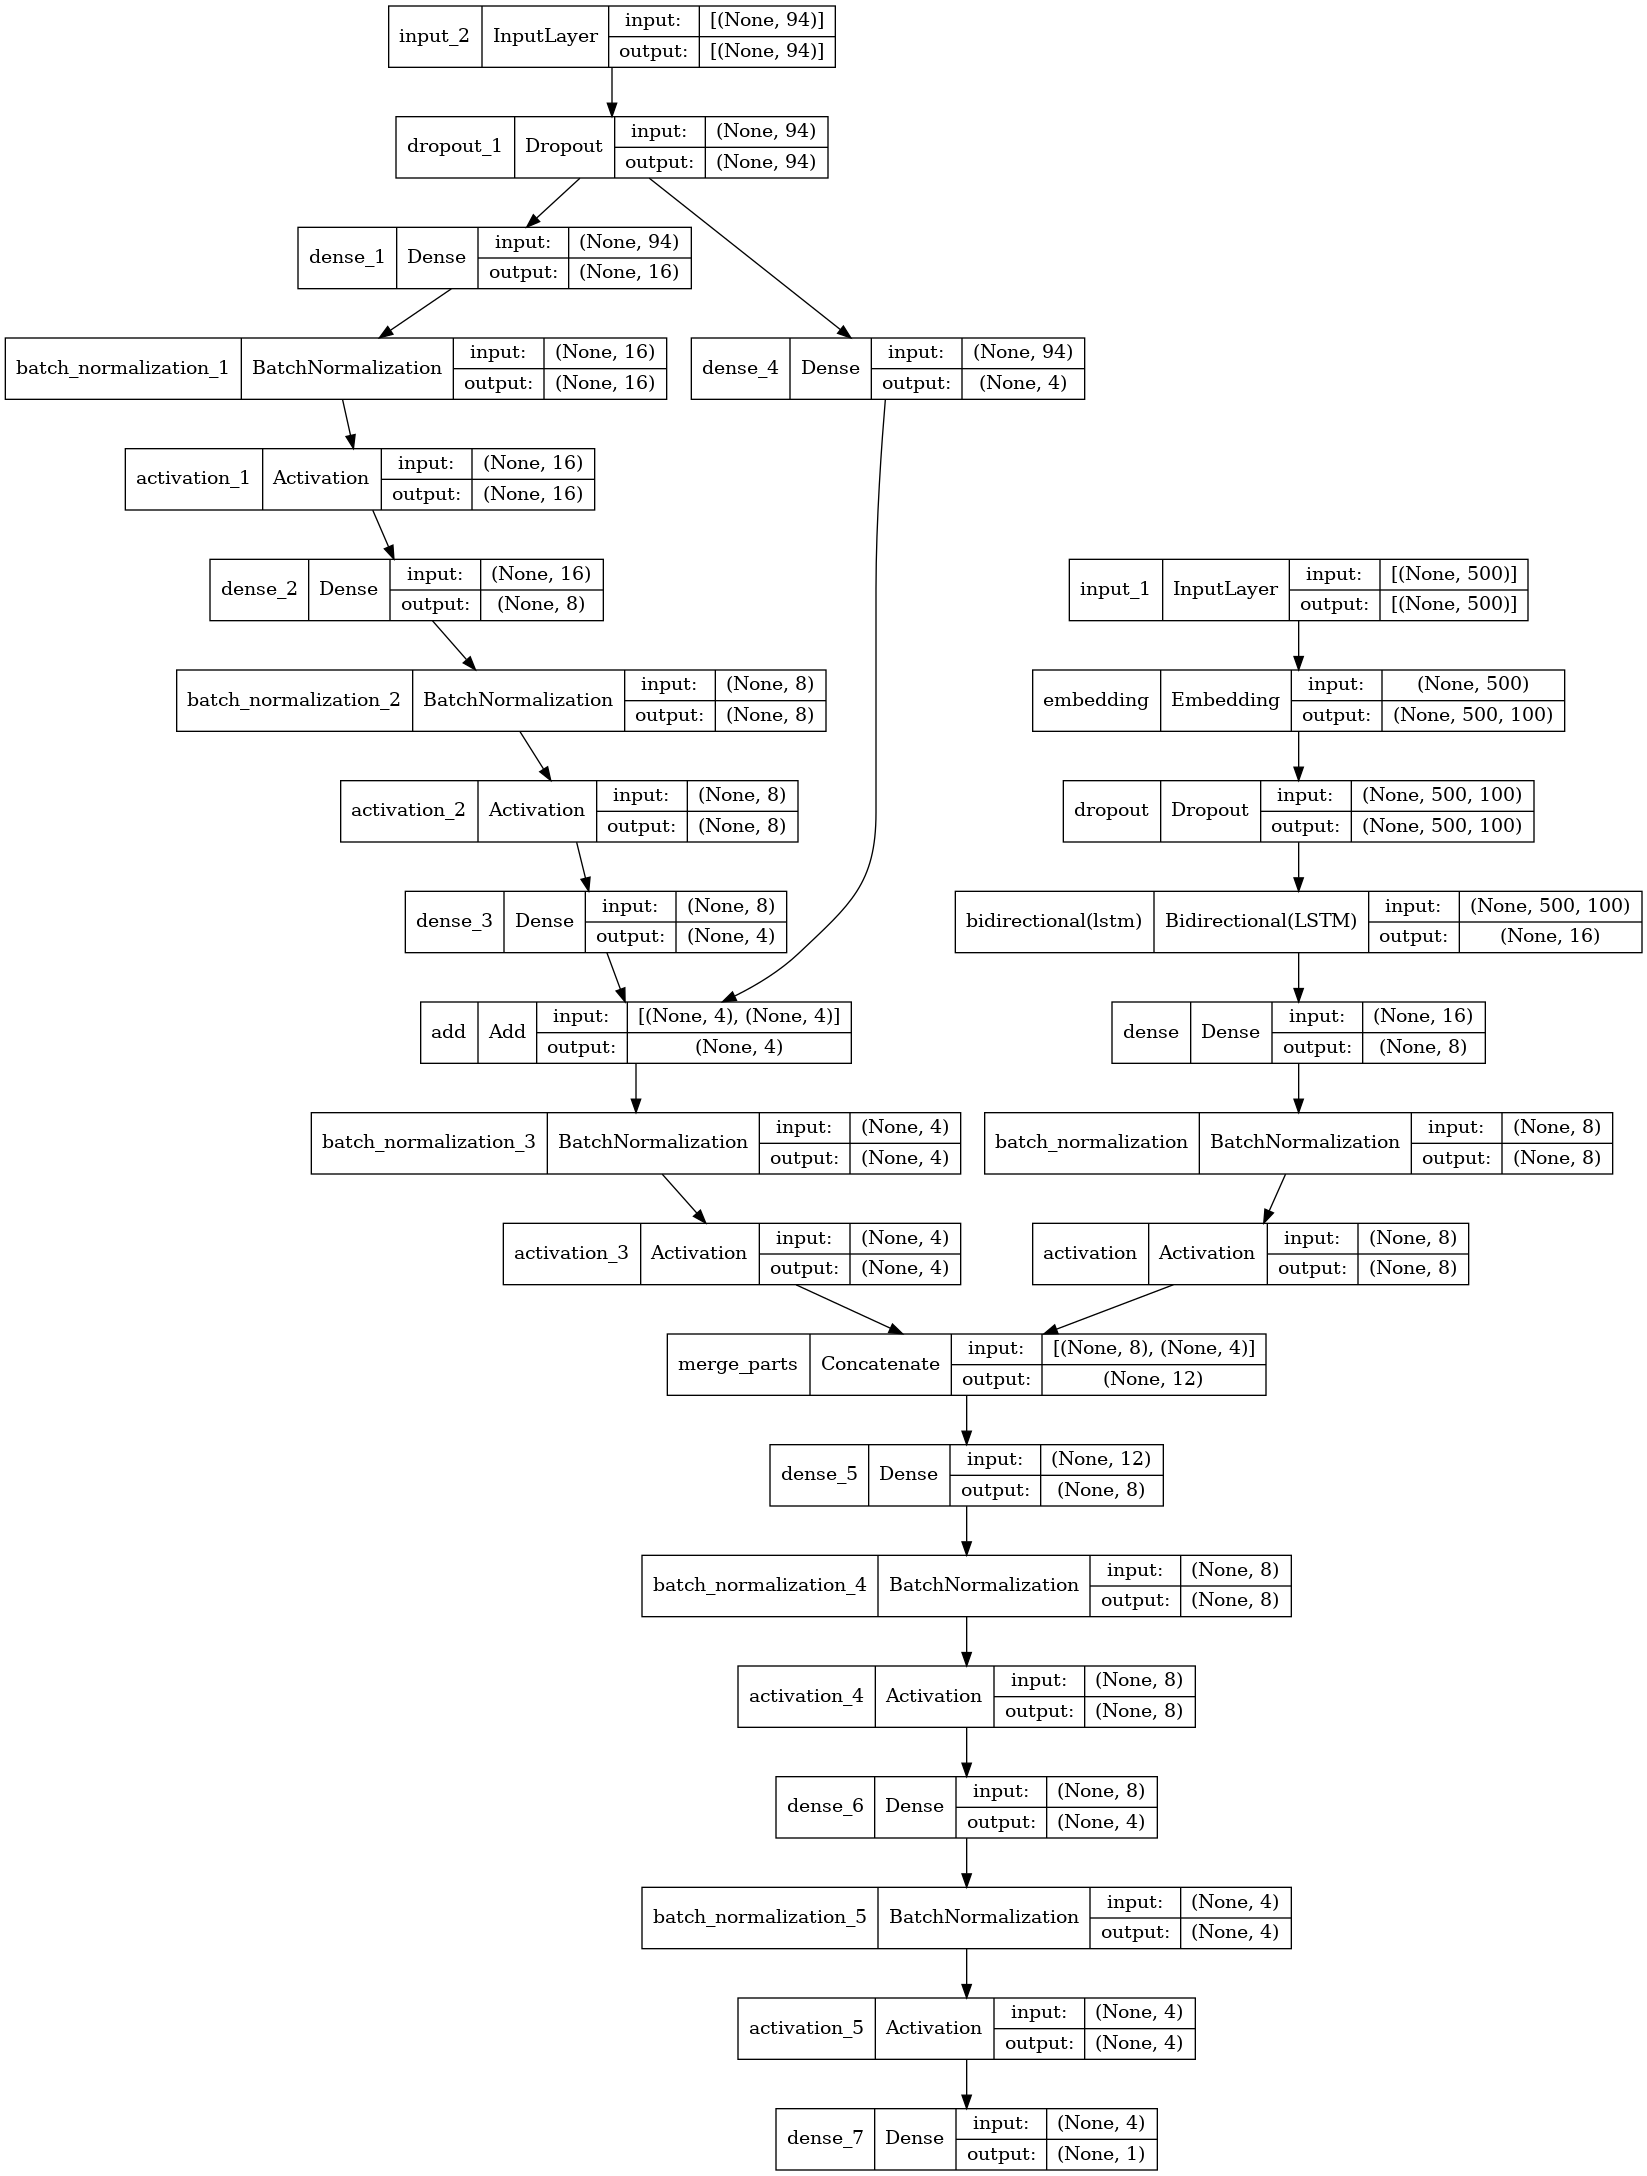 input_2 InputLayer input: [(None, 94)]
output: [(None, 94)]
dropout_1 Dropout input: (None, 94)
output: (None, 94)
dense_1 Dense input: (None, 94)
output: (None, 16)
batch_normalization_1 BatchNormalization input: (None, 16)
output: (None, 16)
dense_4 Dense input: (None, 94)
output: (None, 4)
activation_1 Activation input: (None, 16)
output: (None, 16)
dense_2 Dense input: (None, 16)
output: (None, 8)
input_1 InputLayer input: [(None, 500)]
output: [(None, 500)]
batch_normalization_2 BatchNormalization input: (None, 8)
output: (None, 8)
embedding Embedding input: (None, 500)
output: (None, 500, 100)
activation_2 Activation input: (None, 8)
output: (None, 8)
dropout Dropout input: (None, 500, 100)
output: (None, 500, 100)
dense_3 Dense input: (None, 8)
output: (None, 4)
bidirectional(lstm) Bidirectional(LSTM) input: (None, 500, 100)
output: (None, 16)
add Add input: [(None, 4), (None, 4)]
output: (None, 4)
dense Dense input: (None, 16)
output: (None, 8)
batch_normalization_3 BatchNormalization input: (None, 4)
output: (None, 4)
batch_normalization BatchNormalization input: (None, 8)
output: (None, 8)
activation_3 Activation input: (None, 4)
output: (None, 4)
activation Activation input: (None, 8)
output: (None, 8)
merge_parts Concatenate input: [(None, 8), (None, 4)]
output: (None, 12)
dense_5 Dense input: (None, 12)
output: (None, 8)
batch_normalization_4 BatchNormalization input: (None, 8)
output: (None, 8)
activation_4 Activation input: (None, 8)
output: (None, 8)
dense_6 Dense input: (None, 8)
output: (None, 4)
batch_normalization_5 BatchNormalization input: (None, 4)
output: (None, 4)
activation_5 Activation input: (None, 4)
output: (None, 4)
dense_7 Dense input: (None, 4)
output: (None, 1)